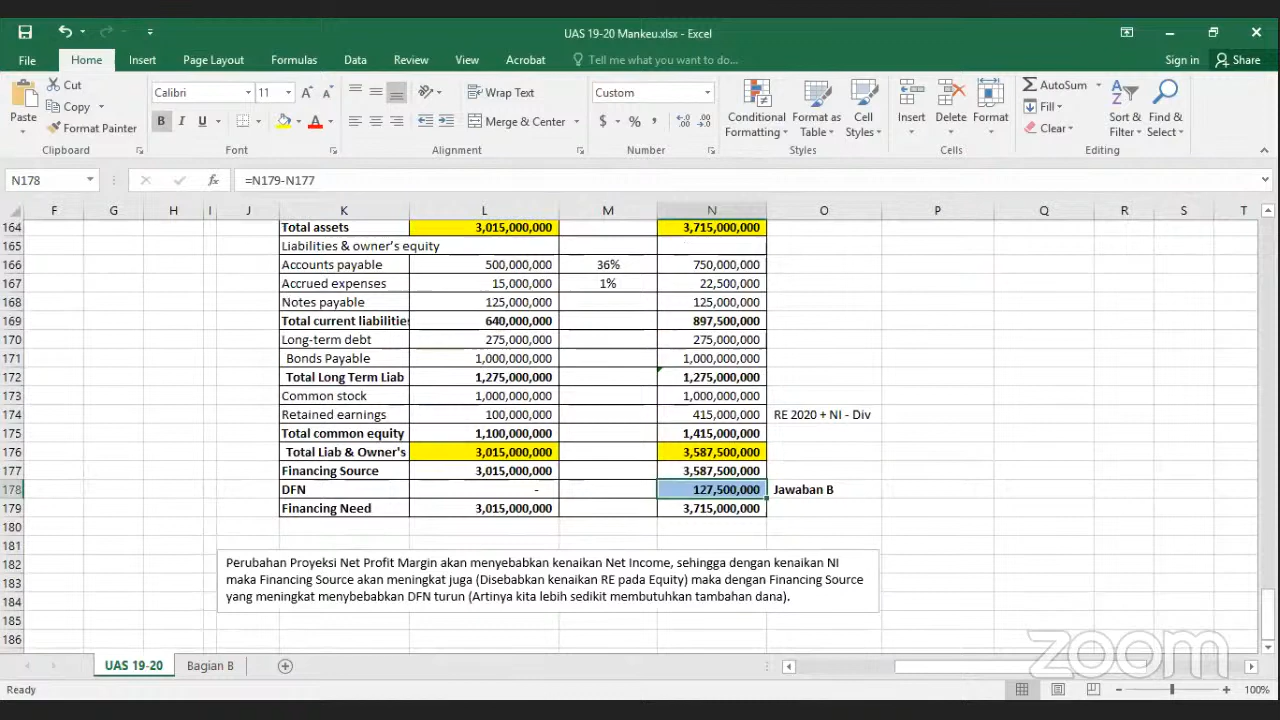 UAS 19-20 Mankeu.xlsx - Excel
File Home Insert Page Layout Formulas Data Review View Acrobat Tell me what you want to do... Sign in Share
Paste Cut Copy Format Painter
Calibri 11 B I U Wrap Text Merge & Center Custom $ % , Conditional Formatting Format as Table Cell Styles Insert Delete Format AutoSum Fill Clear Sort & Filter Find & Select
Clipboard Font Alignment Number Styles Cells Editing
N178 fx =N179-N177
F G H I J K L M N O P Q R S T
164 Total assets 3,015,000,000 3,715,000,000
165 Liabilities & owner's equity
166 Accounts payable 500,000,000 36% 750,000,000
167 Accrued expenses 15,000,000 1% 22,500,000
168 Notes payable 125,000,000 125,000,000
169 Total current liabilities 640,000,000 897,500,000
170 Long-term debt 275,000,000 275,000,000
171 Bonds Payable 1,000,000,000 1,000,000,000
172 Total Long Term Liab 1,275,000,000 1,275,000,000
173 Common stock 1,000,000,000 1,000,000,000
174 Retained earnings 100,000,000 415,000,000 RE 2020 + NI - Div
175 Total common equity 1,100,000,000 1,415,000,000
176 Total Liab & Owner's 3,015,000,000 3,587,500,000
177 Financing Source 3,015,000,000 3,587,500,000
178 DFN - 127,500,000 Jawaban B
179 Financing Need 3,015,000,000 3,715,000,000
180
181
182
183
184
185
186
Perubahan Proyeksi Net Profit Margin akan menyebabkan kenaikan Net Income, sehingga dengan kenaikan NI
maka Financing Source akan meningkat juga (Disebabkan kenaikan RE pada Equity) maka dengan Financing Source
yang meningkat menybebabkan DFN turun (Artinya kita lebih sedikit membutuhkan tambahan dana).
zoom
UAS 19-20 Bagian B
Ready 100%